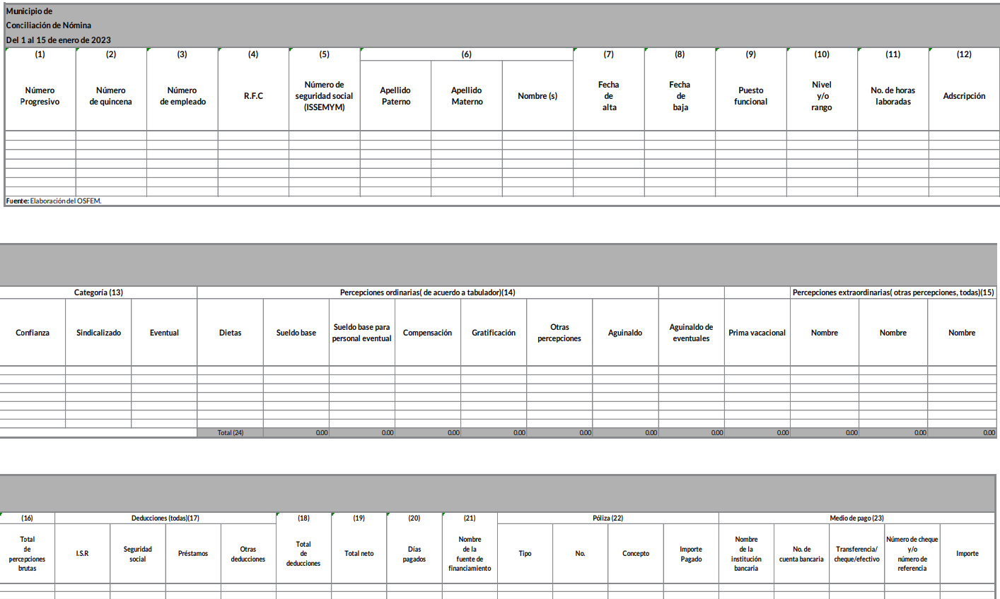 Municipio de
Conciliación de Nómina
Del 1 al 15 de enero de 2023
(1) (2) (3) (4) (5) (6) (7) (8) (9) (10) (11) (12)
Número
Progresivo
Número
de quincena
Número
de empleado
R.F.C
Número de
seguridad social
(ISSEMYM)
Apellido
Paterno
Apellido
Materno
Nombre (s)
Fecha
de
alta
Fecha
de
baja
Puesto
funcional
Nivel
y/o
rango
No. de horas
laboradas
Adscripción
Fuente: Elaboración del OSFEM.
Categoría (13) Percepciones ordinarias( de acuerdo a tabulador)(14) Percepciones extraordinarias( otras percepciones, todas)(15)
Confianza
Sindicalizado
Eventual
Dietas
Sueldo base
Sueldo base para
personal eventual
Compensación
Gratificación
Otras
percepciones
Aguinaldo
Aguinaldo de
eventuales
Prima vacacional
Nombre
Nombre
Nombre
Total (24) 0.00 0.00 0.00 0.00 0.00 0.00 0.00 0.00 0.00 0.00 0.00
(16) Deducciones (todas)(17) (18) (19) (20) (21) Póliza (22) Medio de pago (23)
Total
de
percepciones
brutas
I.S.R
Seguridad
social
Préstamos
Otras
deducciones
Total
de
deducciones
Total neto
Días
pagados
Nombre
de la
fuente de
financiamiento
Tipo
No.
Concepto
Importe
Pagado
Nombre
de la
institución
bancaria
No. de
cuenta bancaria
Transferencia/
cheque/efectivo
Número de cheque
y/o
número de
referencia
Importe